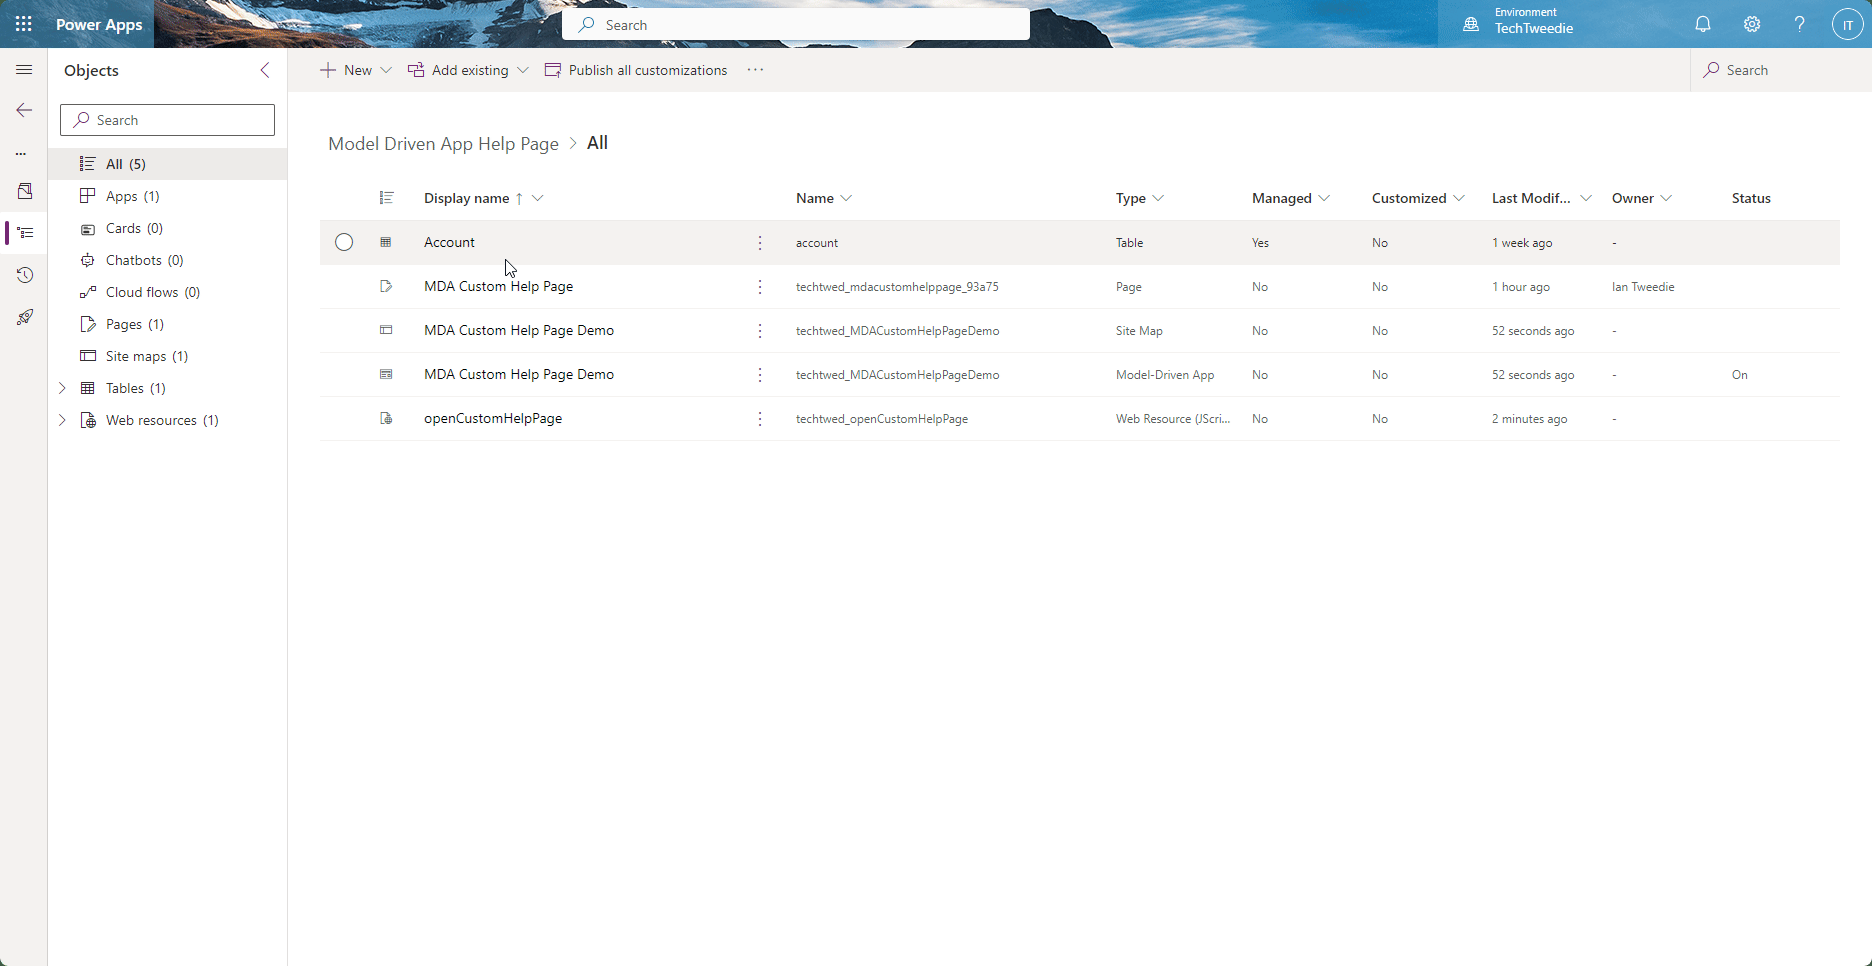 Power Apps
Search
Environment
TechTweedie
?
IT
Objects
New
Add existing
Publish all customizations
...
Search
Search
...
All (5)
Apps (1)
Cards (0)
Chatbots (0)
Cloud flows (0)
Pages (1)
Site maps (1)
Tables (1)
Web resources (1)
Model Driven App Help Page > All
Display name ↑ Name Type Managed Customized Last Modif... Owner Status
Account account Table Yes No 1 week ago -
MDA Custom Help Page techtwed_mdacustomhelppage_93a75 Page No No 1 hour ago Ian Tweedie
MDA Custom Help Page Demo techtwed_MDACustomHelpPageDemo Site Map No No 52 seconds ago -
MDA Custom Help Page Demo techtwed_MDACustomHelpPageDemo Model-Driven App No No 52 seconds ago - On
openCustomHelpPage techtwed_openCustomHelpPage Web Resource (JScri... No No 2 minutes ago -